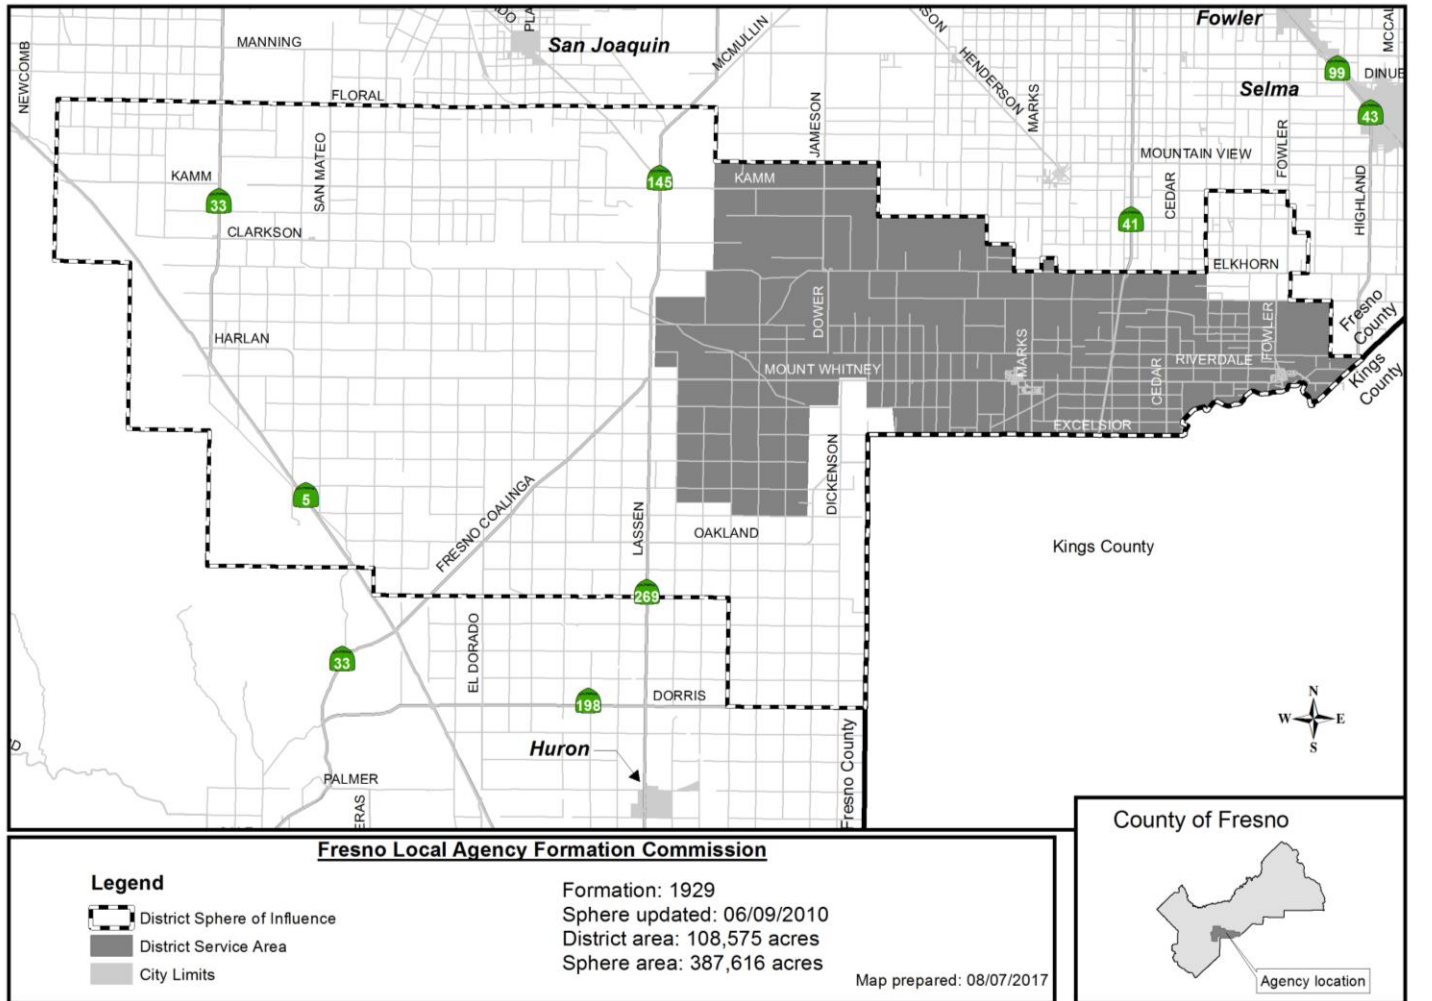 Fowler
MANNING
San Joaquin
MCMULLIN
HENDERSON
MARKS
NEWCOMB
99
Selma
43
FLORAL
JAMESON
MOUNTAIN VIEW
FOWLER
KAMM
SAN MATEO
145
KAMM
33
41
CEDAR
HIGHLAND
CLARKSON
ELKHORN
HARLAN
DOWER
MARKS
FOWLER
Fresno
County
RIVERDALE
MOUNT WHITNEY
CEDAR
Kings
County
EXCELSIOR
5
FRESNO COALINGA
LASSEN
DICKENSON
OAKLAND
Kings County
269
EL DORADO
33
198
DORRIS
Huron
Fresno County
PALMER
ERAS
N
W E
S
Fresno Local Agency Formation Commission
Legend
District Sphere of Influence
District Service Area
City Limits
Formation: 1929
Sphere updated: 06/09/2010
District area: 108,575 acres
Sphere area: 387,616 acres
Map prepared: 08/07/2017
County of Fresno
Agency location